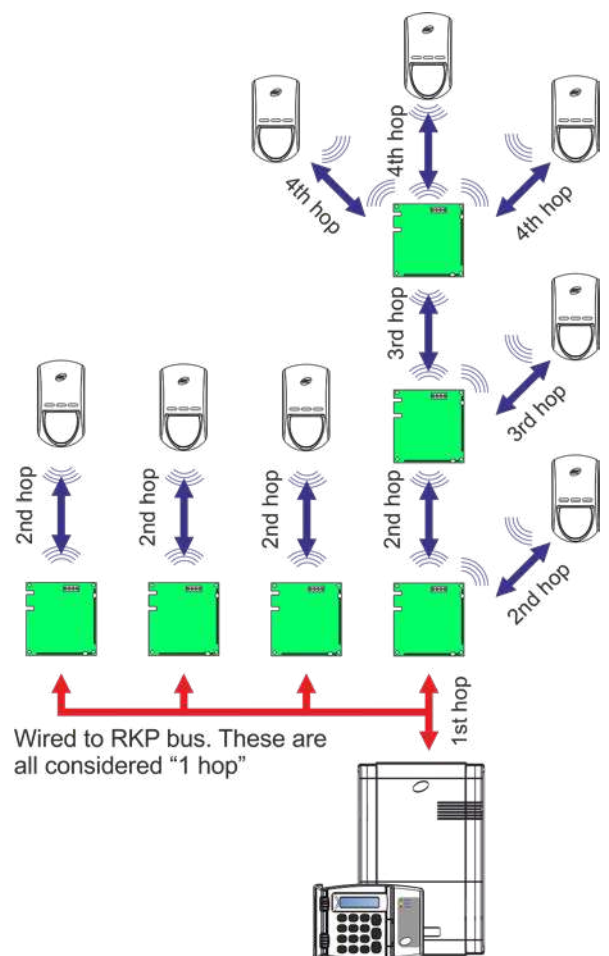 4th hop
4th hop
4th hop
3rd hop
3rd hop
2nd hop
2nd hop
2nd hop
2nd hop
2nd hop
1st hop
Wired to RKP bus. These are
all considered “1 hop”